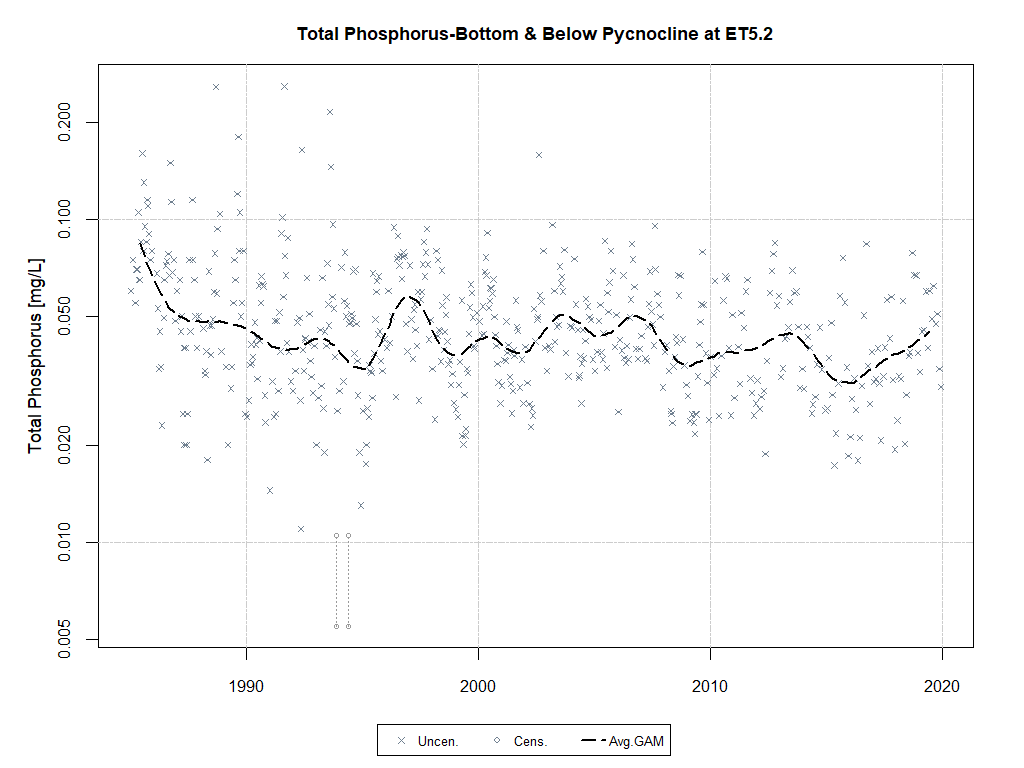 Total Phosphorus-Bottom & Below Pycnocline at ET5.2
Total Phosphorus [mg/L]
0.200
0.100
0.050
0.020
0.010
0.005
1990 2000 2010 2020
Uncen. Cens. Avg.GAM